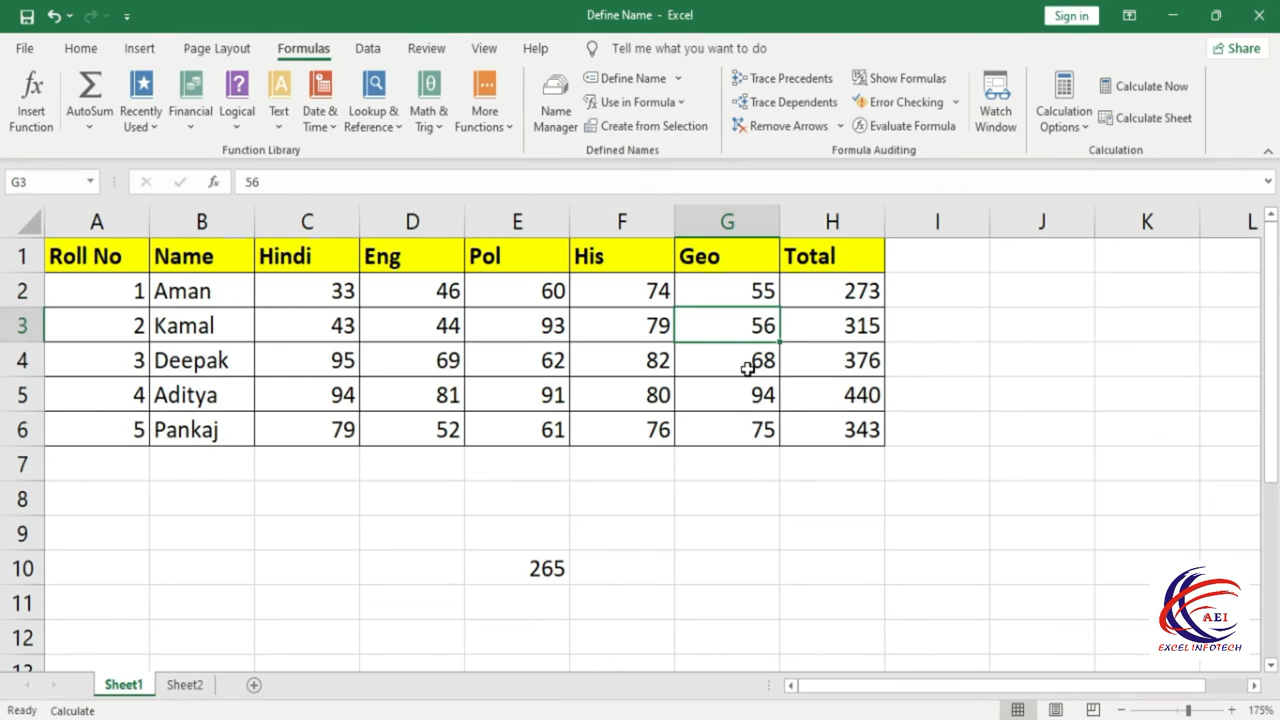 Define Name - Excel
Sign in
File Home Insert Page Layout Formulas Data Review View Help Tell me what you want to do Share
Insert Function
AutoSum
Recently Used
Financial
Logical
Text
Date & Time
Lookup & Reference
Math & Trig
More Functions
Function Library
Name Manager
Define Name
Use in Formula
Create from Selection
Defined Names
Trace Precedents
Trace Dependents
Remove Arrows
Show Formulas
Error Checking
Evaluate Formula
Formula Auditing
Watch Window
Calculation Options
Calculate Now
Calculate Sheet
Calculation
G3 fx 56
A B C D E F G H I J K L
1 Roll No Name Hindi Eng Pol His Geo Total
2 1 Aman 33 46 60 74 55 273
3 2 Kamal 43 44 93 79 56 315
4 3 Deepak 95 69 62 82 68 376
5 4 Aditya 94 81 91 80 94 440
6 5 Pankaj 79 52 61 76 75 343
7
8
9
10 265
11
12
13
AEI
EXCEL INFOTECH
Sheet1 Sheet2
Ready Calculate 175%